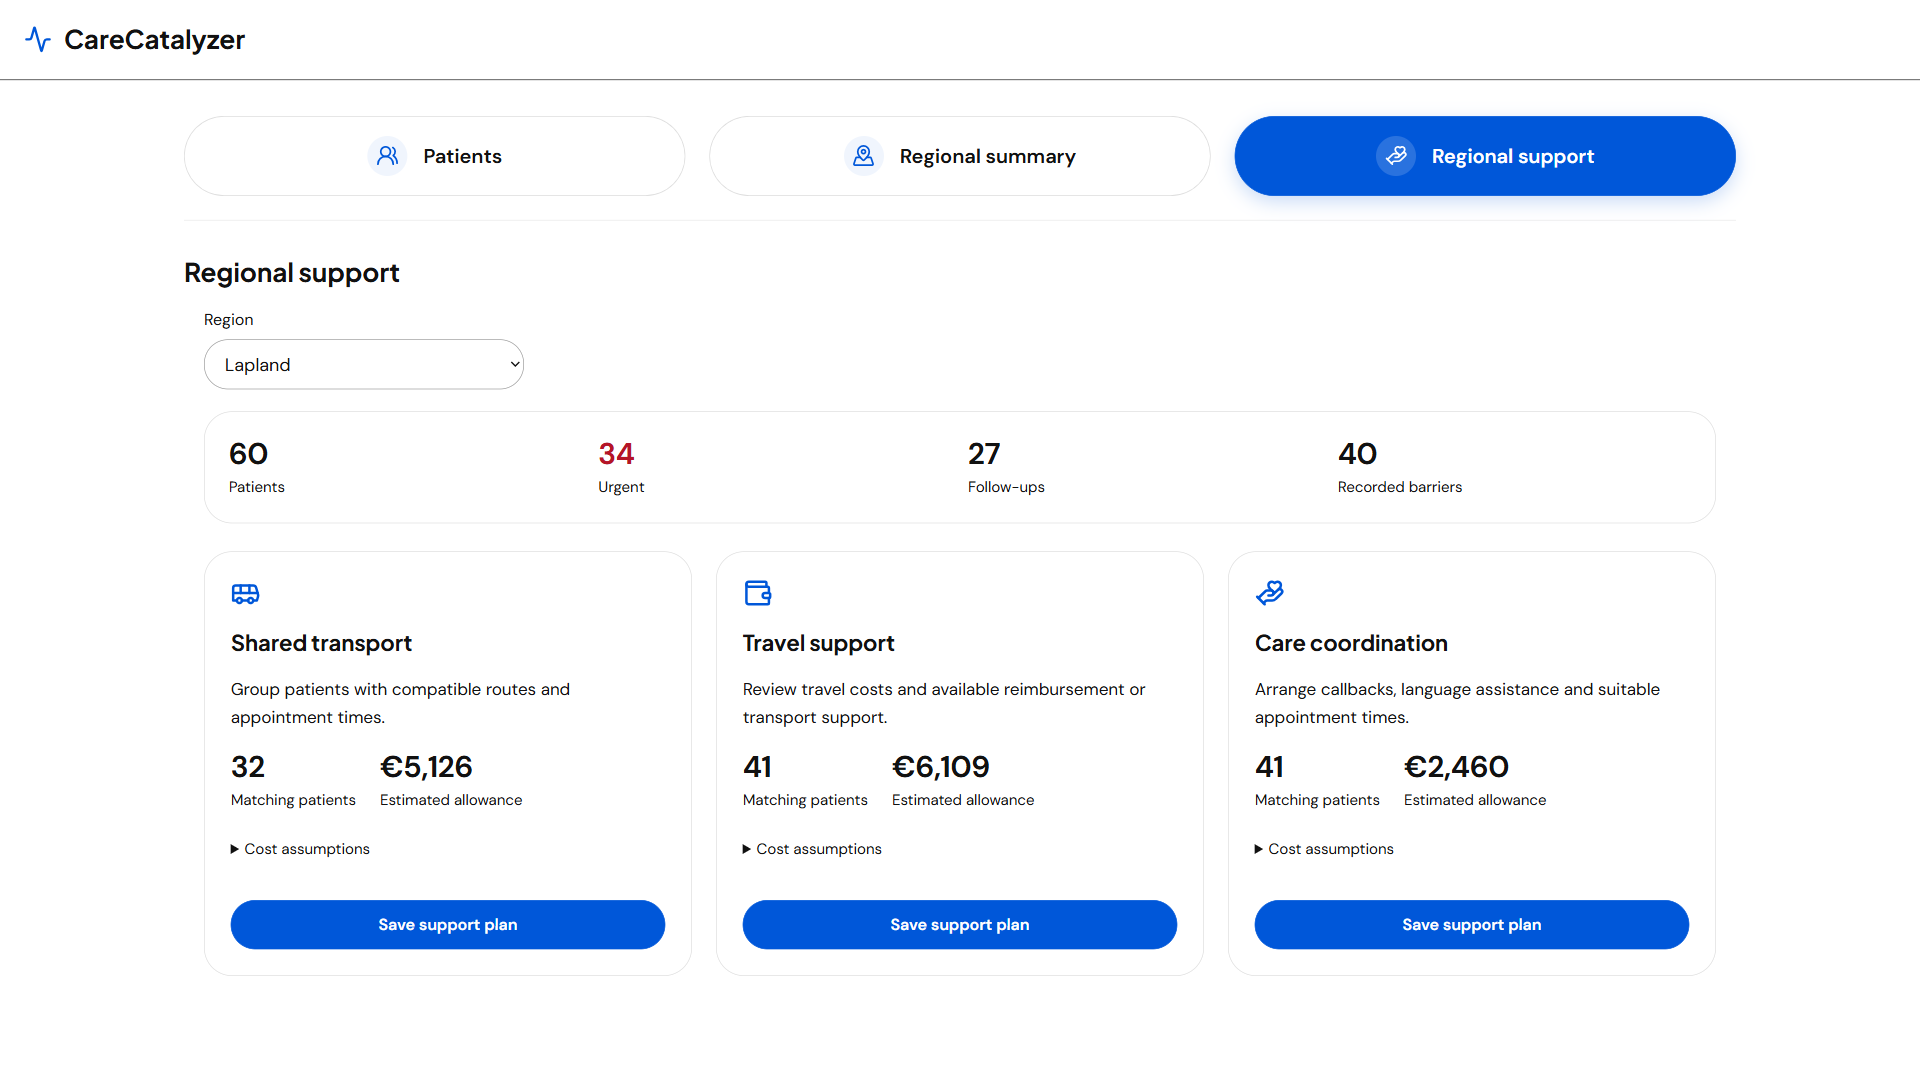 CareCatalyzer
Patients
Regional summary
Regional support
Regional support
Region
Lapland
60
Patients
34
Urgent
27
Follow-ups
40
Recorded barriers
Shared transport
Group patients with compatible routes and
appointment times.
32
Matching patients
€5,126
Estimated allowance
Cost assumptions
Save support plan
Travel support
Review travel costs and available reimbursement or
transport support.
41
Matching patients
€6,109
Estimated allowance
Cost assumptions
Save support plan
Care coordination
Arrange callbacks, language assistance and suitable
appointment times.
41
Matching patients
€2,460
Estimated allowance
Cost assumptions
Save support plan